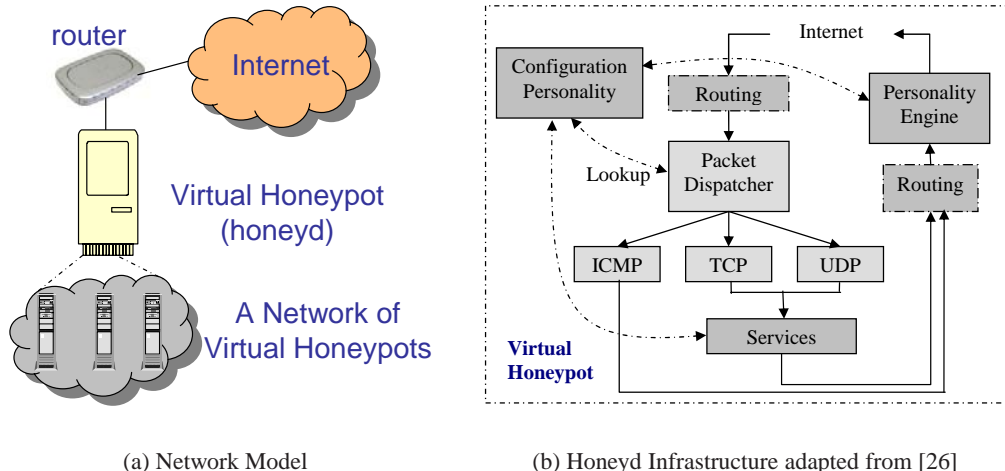 router
Internet
Virtual Honeypot
(honeyd)
A Network of
Virtual Honeypots
(a) Network Model
Internet
Configuration
Personality
Routing
Personality
Engine
Lookup
Packet
Dispatcher
Routing
ICMP
TCP
UDP
Services
Virtual
Honeypot
(b) Honeyd Infrastructure adapted from [26]